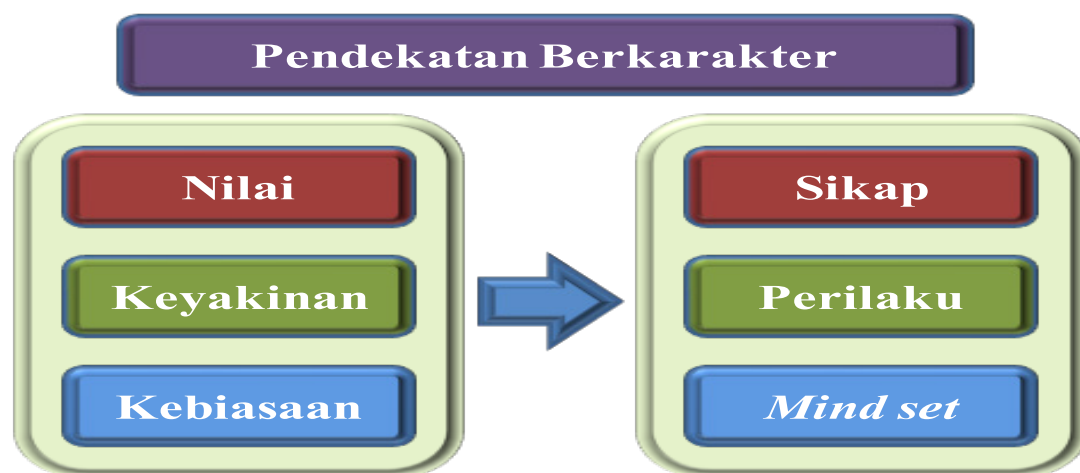 Pendekatan Berkarakter
Nilai
Keyakinan
Kebiasaan
Sikap
Perilaku
Mind set